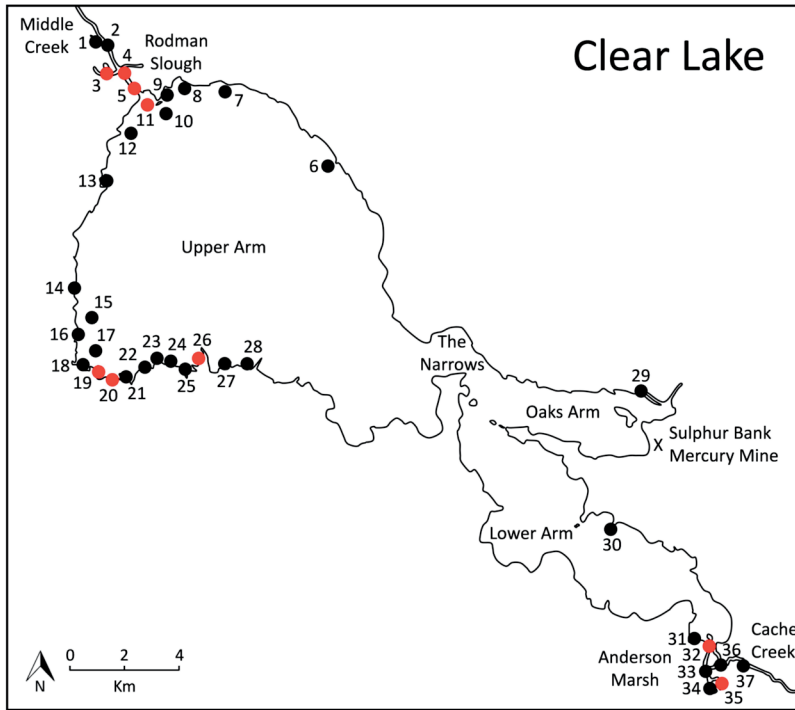 Clear Lake
Middle
Creek
Rodman
Slough
1
2
3
4
5
9
8
7
11
10
12
6
13
Upper Arm
14
15
16
17
18
19
20
21
22
23
24
25
26
27
28
The
Narrows
29
Oaks Arm
X
Sulphur Bank
Mercury Mine
Lower Arm
30
31
32
36
Cache
Creek
Anderson
Marsh
33
37
34
35
N
0 2 4
Km